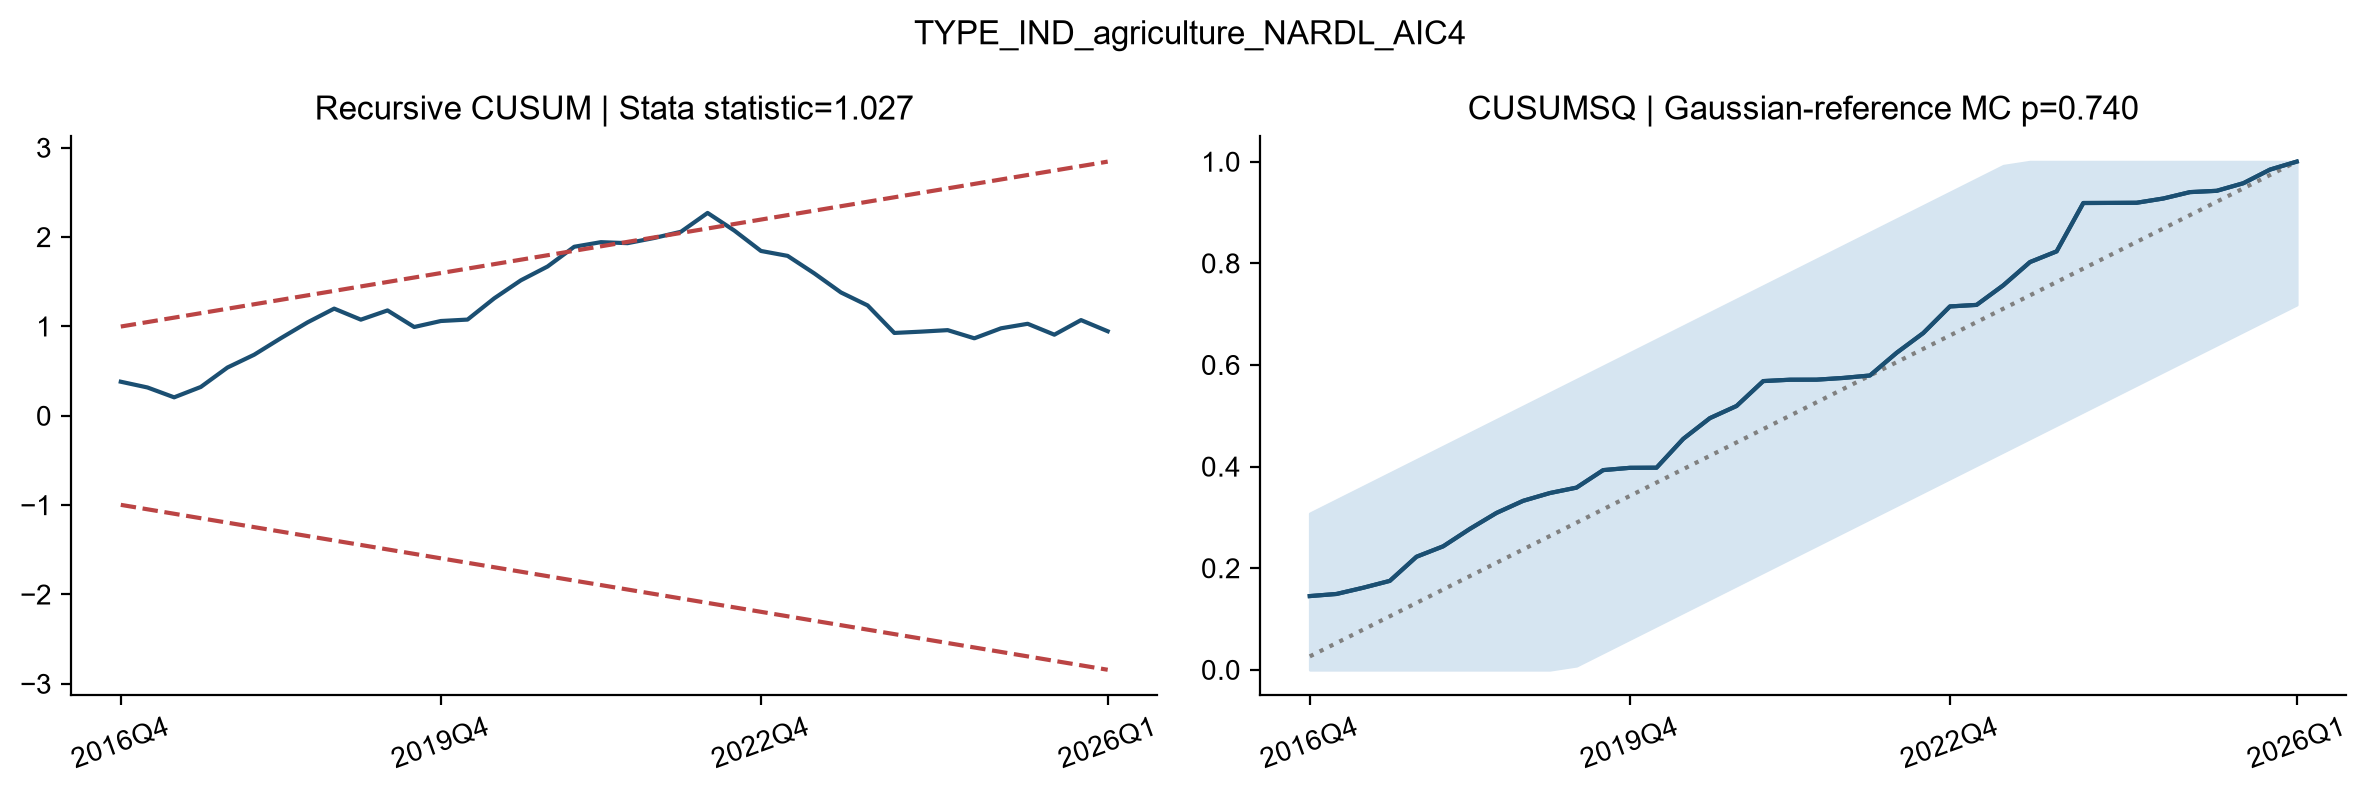 TYPE_IND_agriculture_NARDL_AIC4
Recursive CUSUM | Stata statistic=1.027
3
2
1
0
−1
−2
−3
2016Q4
2019Q4
2022Q4
2026Q1
CUSUMSQ | Gaussian-reference MC p=0.740
1.0
0.8
0.6
0.4
0.2
0.0
2016Q4
2019Q4
2022Q4
2026Q1